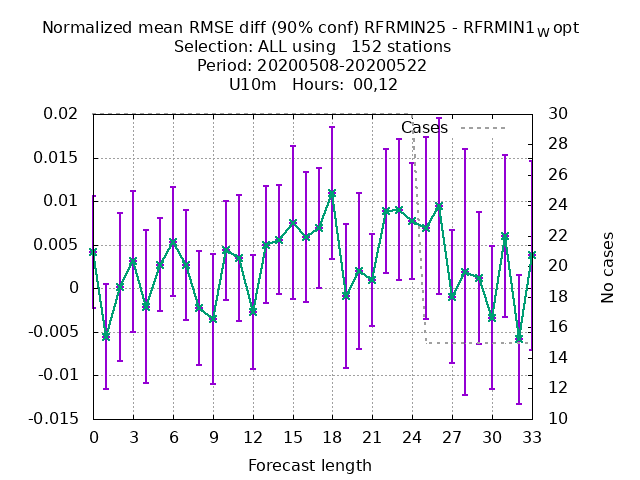 Normalized mean RMSE diff (90% conf) RFRMIN25 - RFRMIN1w opt
Selection: ALL using   152 stations
Period: 20200508-20200522
U10m   Hours: 00,12
Cases
0.02
0.015
0.01
0.005
0
-0.005
-0.01
-0.015
30
28
26
24
22
20
18
16
14
12
10
No cases
0 3 6 9 12 15 18 21 24 27 30 33
Forecast length